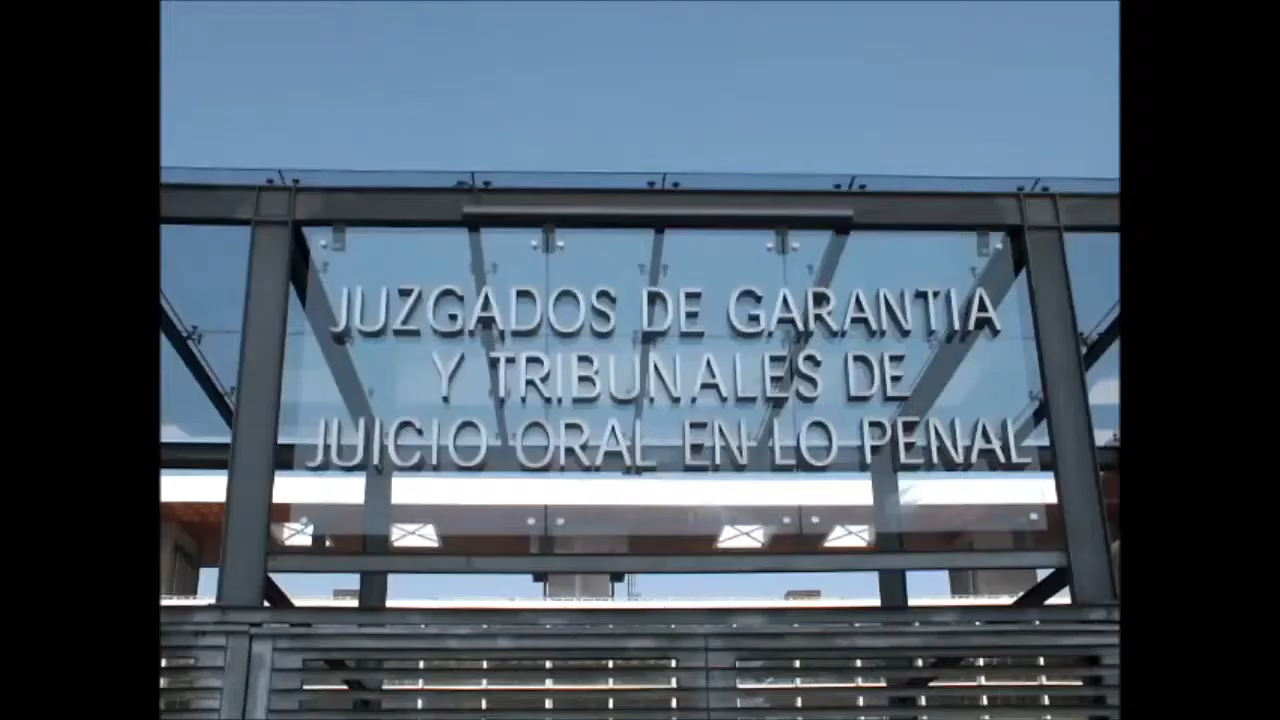 JUZGADOS DE GARANTIA
Y TRIBUNALES DE
JUICIO ORAL EN LO PENAL